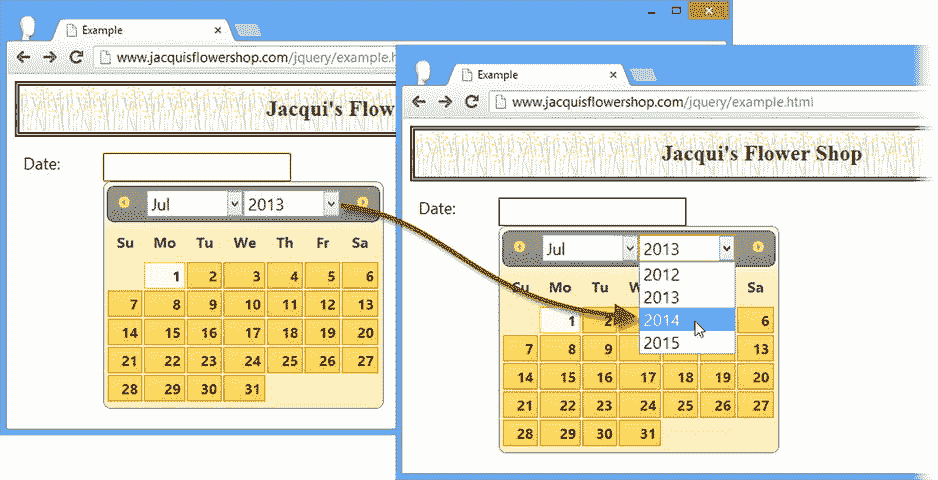 Example
www.jacquisflowershop.com/jquery/example.h
Jacqui's Flow
Date:
Jul 2013
Su Mo Tu We Th Fr Sa
1 2 3 4 5 6
7 8 9 10 11 12 13
14 15 16 17 18 19 20
21 22 23 24 25 26 27
28 29 30 31
Example
www.jacquisflowershop.com/jquery/example.html
Jacqui's Flower Shop
Date:
Jul 2013
2012
2013
2014
2015
Su Mo Tu W Sa
1 2 6
7 8 9 13
14 15 16 17 18 19 20
21 22 23 24 25 26 27
28 29 30 31